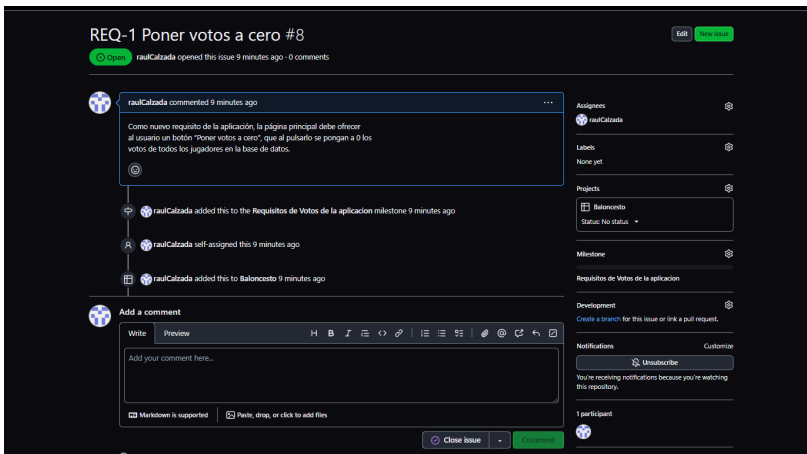 REQ-1 Poner votos a cero #8
Edit
New issue
Open
raulCalzada opened this issue 9 minutes ago · 0 comments
raulCalzada commented 9 minutes ago
Como nuevo requisito de la aplicación, la página principal debe ofrecer
al usuario un botón "Poner votos a cero", que al pulsarlo se pongan a 0 los
votos de todos los jugadores en la base de datos.
raulCalzada added this to the Requisitos de Votos de la aplicacion milestone 9 minutes ago
raulCalzada self-assigned this 9 minutes ago
raulCalzada added this to Baloncesto 9 minutes ago
Add a comment
Write
Preview
Add your comment here...
Markdown is supported
Paste, drop, or click to add files
Close issue
Comment
Assignees
raulCalzada
Labels
None yet
Projects
Baloncesto
Status: No status
Milestone
Requisitos de Votos de la aplicacion
Development
Create a branch for this issue or link a pull request.
Notifications
Customize
Unsubscribe
You're receiving notifications because you're watching
this repository.
1 participant